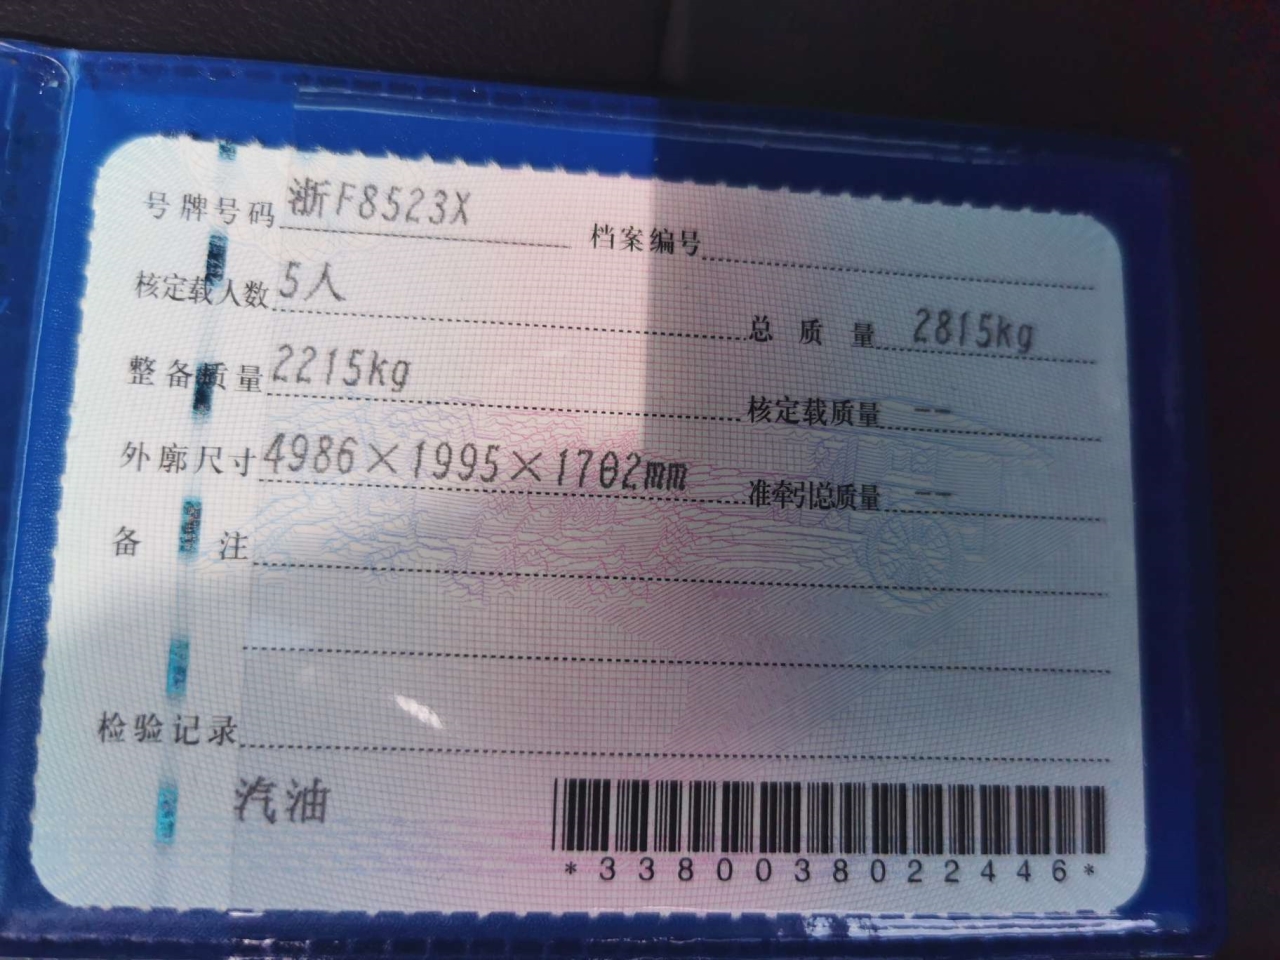 号牌号码 浙F8523X 档案编号
核定载人数 5人 总质量 2815kg
整备质量 2215kg 核定载质量 --
外廓尺寸 4986×1995×1702mm 准牵引总质量 --
备注
检验记录
汽油
*3380038022446*